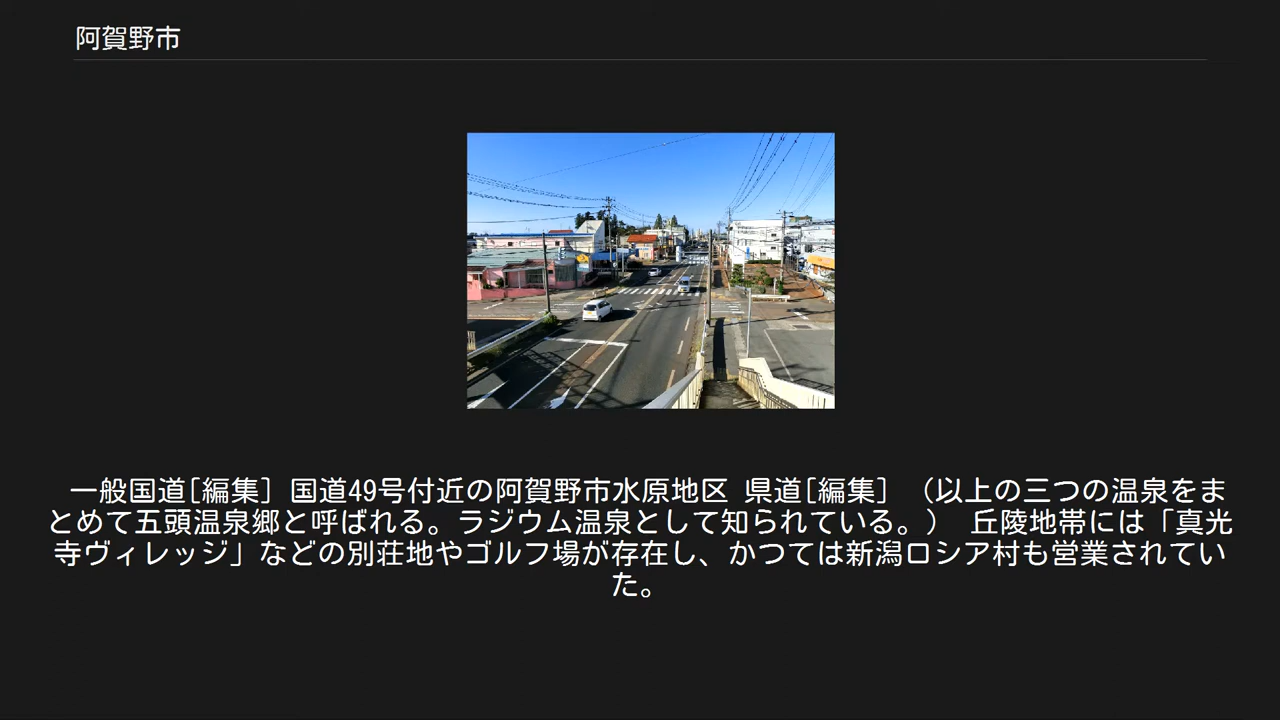 阿賀野市
一般国道[編集] 国道49号付近の阿賀野市水原地区 県道[編集] （以上の三つの温泉をま
とめて五頭温泉郷と呼ばれる。ラジウム温泉として知られている。） 丘陵地帯には「真光
寺ヴィレッジ」などの別荘地やゴルフ場が存在し、かつては新潟ロシア村も営業されてい
た。